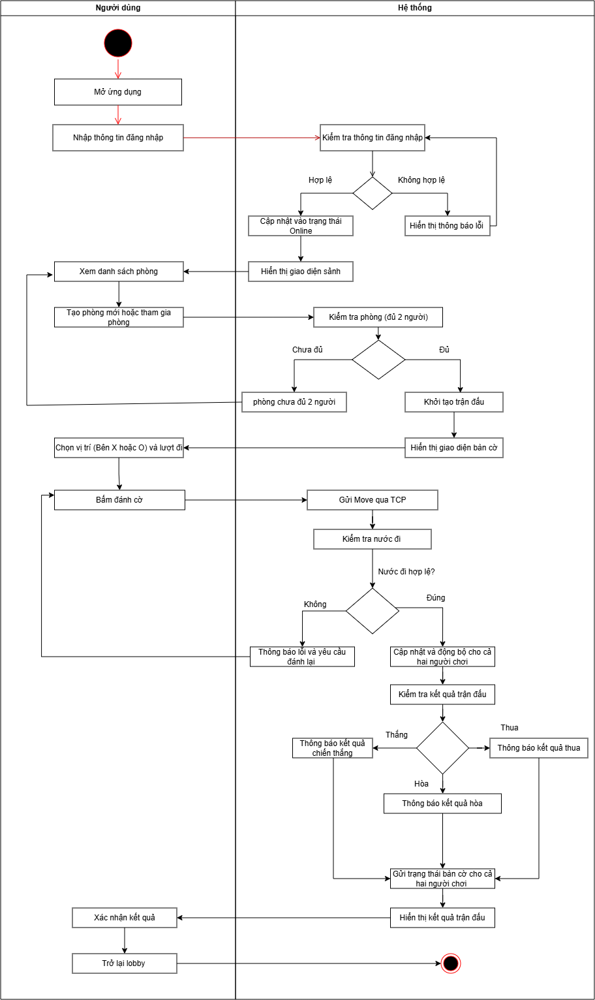 Người dùng
Hệ thống
Mở ứng dụng
Nhập thông tin đăng nhập
Kiểm tra thông tin đăng nhập
Hợp lệ
Không hợp lệ
Cập nhật vào trạng thái
Online
Hiển thị thông báo lỗi
Xem danh sách phòng
Hiển thị giao diện sảnh
Tạo phòng mới hoặc tham gia
phòng
Kiểm tra phòng (đủ 2 người)
Chưa đủ
Đủ
phòng chưa đủ 2 người
Khởi tạo trận đấu
Chọn vị trí (Bên X hoặc O) và lượt đi
Hiển thị giao diện bàn cờ
Bấm đánh cờ
Gửi Move qua TCP
Kiểm tra nước đi
Nước đi hợp lệ?
Không
Đúng
Thông báo lỗi và yêu cầu
đánh lại
Cập nhật và động bộ cho cả
hai người chơi
Kiểm tra kết quả trận đấu
Thắng
Thua
Thông báo kết quả
chiến thắng
Thông báo kết quả thua
Hòa
Thông báo kết quả hòa
Gửi trạng thái bàn cờ cho cả
hai người chơi
Xác nhận kết quả
Hiển thị kết quả trận đấu
Trở lại lobby